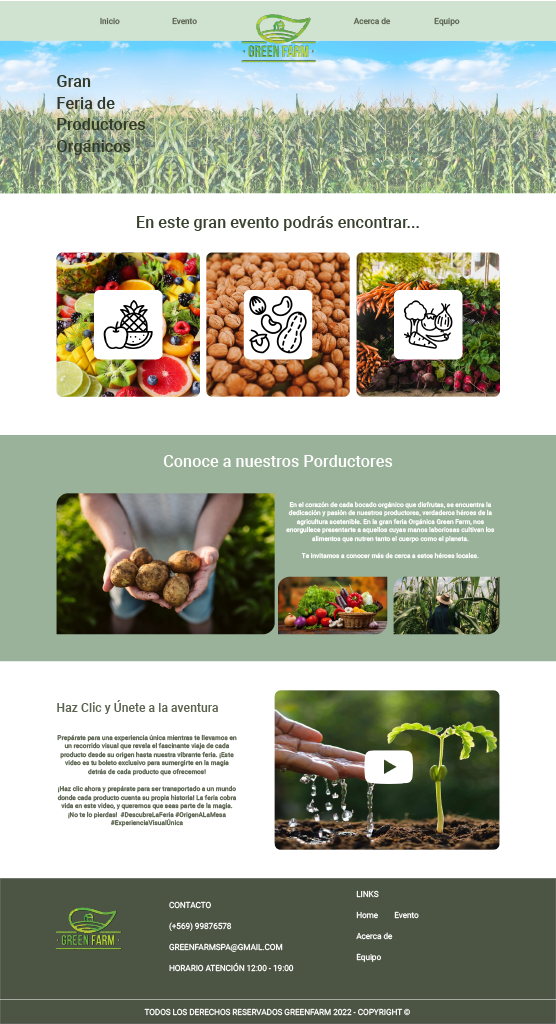 Inicio
Evento
GREEN FARM
Acerca de
Equipo
Gran
Feria de
Productores
Orgánicos
En este gran evento podrás encontrar...
Conoce a nuestros Porductores
En el corazón de cada bocado orgánico que disfrutas, se encuentra la
dedicación y pasión de nuestros productores, verdaderos héroes de la
agricultura sostenible. En la gran feria Orgánica Green Farm, nos
enorgullece presentarte a aquellos cuyas manos laboriosas cultivan los
alimentos que nutren tanto el cuerpo como el planeta.
Te Invitamos a conocer más de cerca a estos héroes locales.
Haz Clic y Únete a la aventura
Prepárate para una experiencia única mientras te llevamos en
un recorrido visual que revela el fascinante viaje de cada
producto desde su origen hasta nuestra vibrante feria. ¡Este
video es tu boleto exclusivo para sumergirte en la magia
detrás de cada producto que ofrecemos!
¡Haz clic ahora y prepárate para ser transportado a un mundo
donde cada producto cuenta su propia historia! La feria cobra
vida en este video, y queremos que seas parte de la magia.
¡No te lo pierdas! #DescubreLaFeria #OrigenALaMesa
#ExperienciaVisualÚnica
GREEN FARM
CONTACTO
(+569) 99876578
GREENFARMSPA@GMAIL.COM
HORARIO ATENCIÓN 12:00 - 19:00
LINKS
Home Evento
Acerca de
Equipo
TODOS LOS DERECHOS RESERVADOS GREENFARM 2022 - COPYRIGHT ©